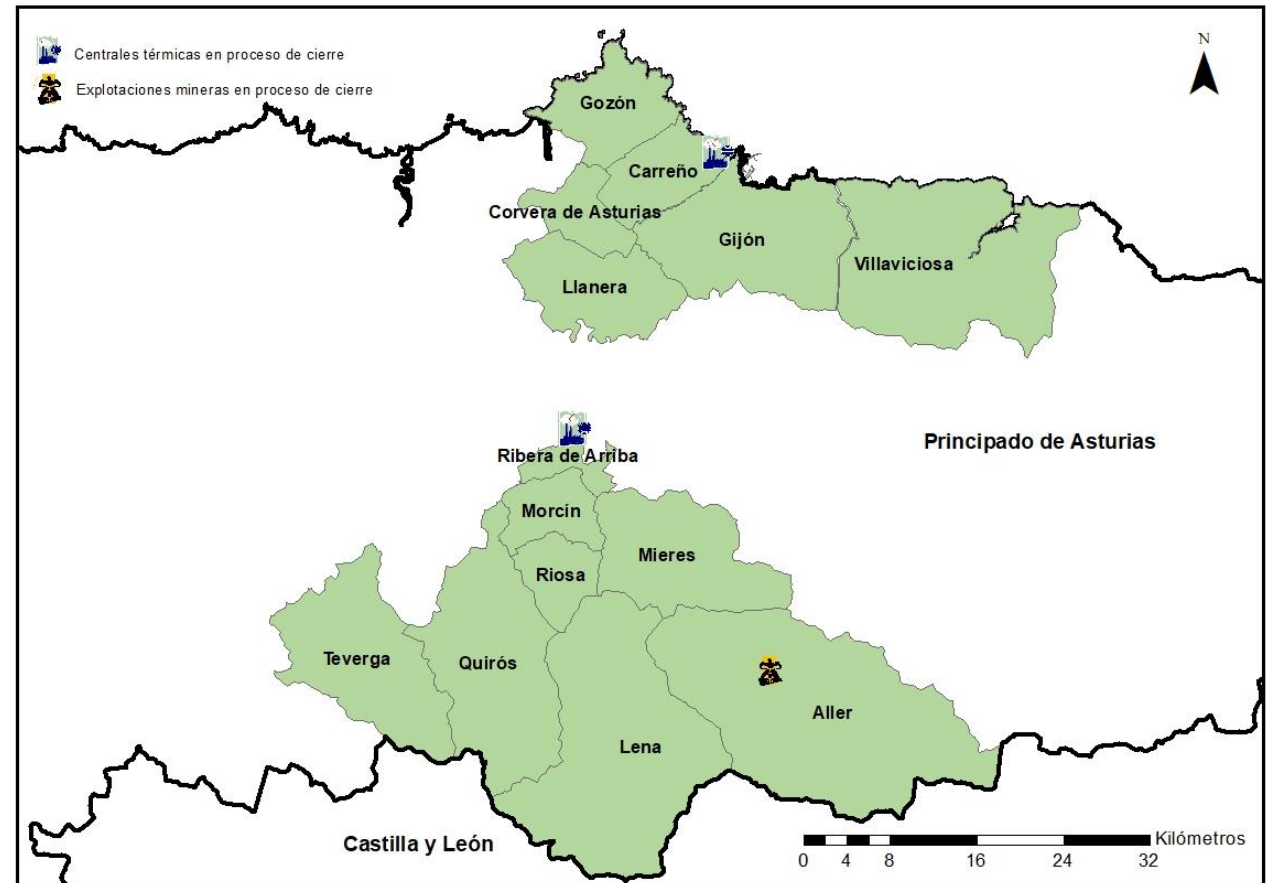 N
Centrales térmicas en proceso de cierre
Explotaciones mineras en proceso de cierre
Gozón
Carreño
Corvera de Asturias
Gijón
Villaviciosa
Llanera
Principado de Asturias
Ribera de Arriba
Morcín
Mieres
Riosa
Teverga
Quirós
Aller
Lena
Castilla y León
Kilómetros
0 4 8 16 24 32